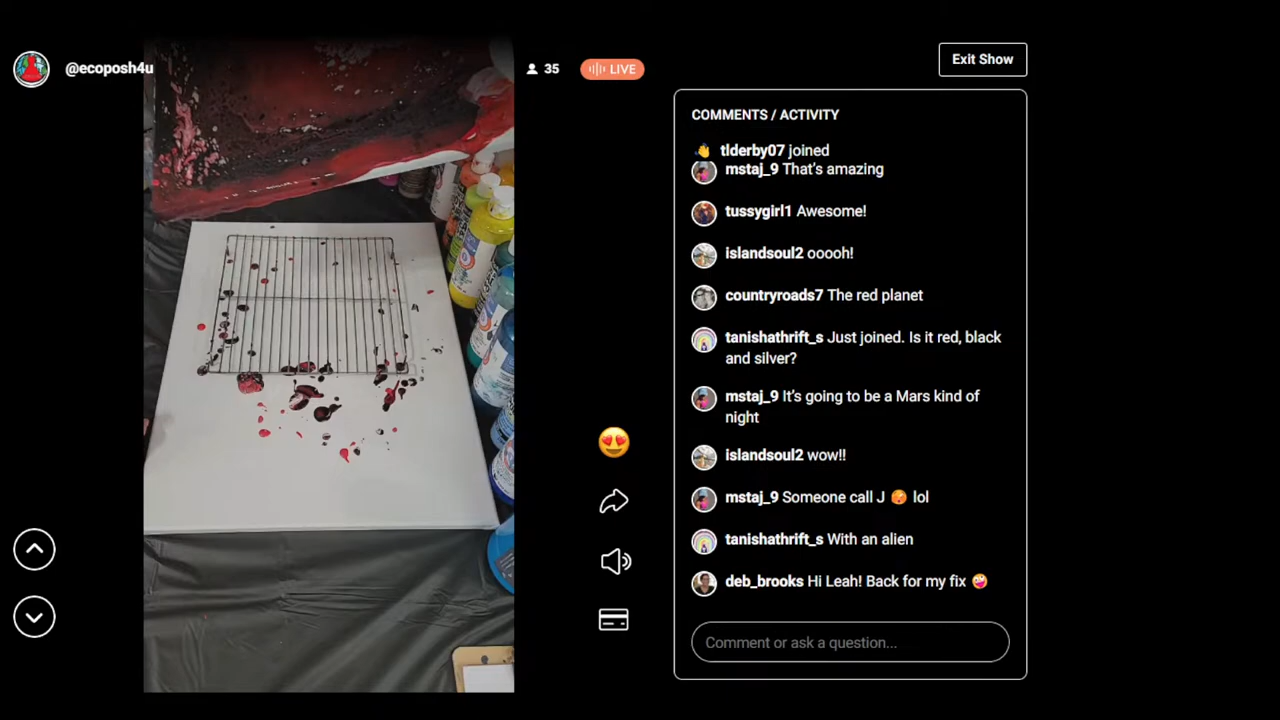 @ecoposh4u
35
LIVE
Exit Show
COMMENTS / ACTIVITY
tlderby07 joined
mstaj_9 That's amazing
tussygirl1 Awesome!
islandsoul2 ooooh!
countryroads7 The red planet
tanishathrift_s Just joined. Is it red, black
and silver?
mstaj_9 It's going to be a Mars kind of
night
islandsoul2 wow!!
mstaj_9 Someone call J 🥵 lol
tanishathrift_s With an alien
deb_brooks Hi Leah! Back for my fix 🤪
Comment or ask a question...